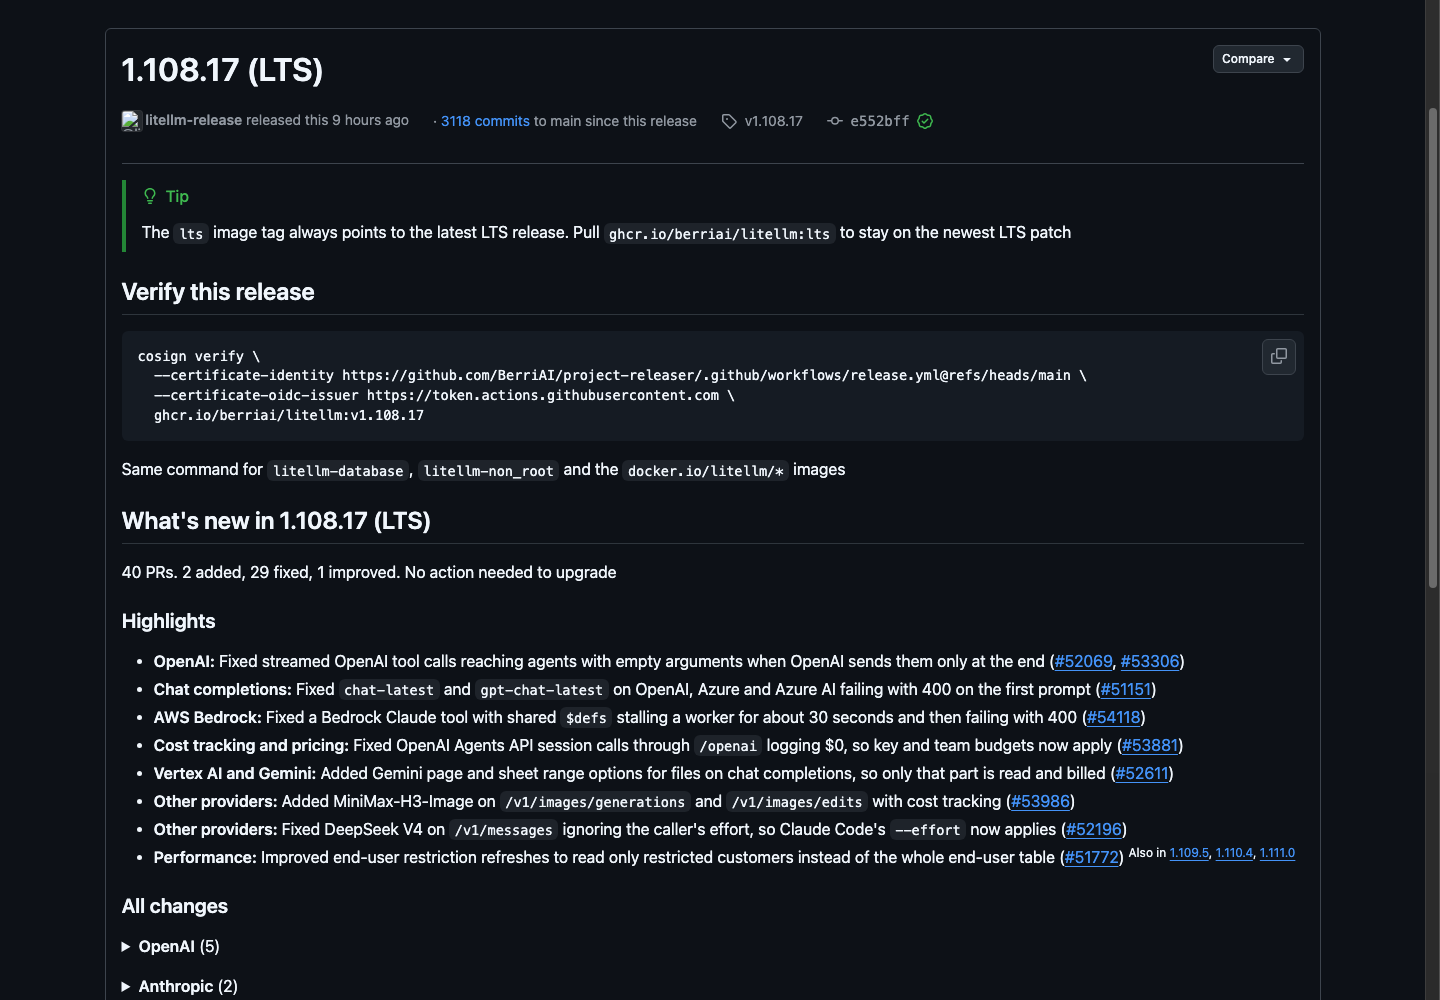 1.108.17 (LTS)
Compare
litellm-release released this 9 hours ago · 3118 commits to main since this release v1.108.17 e552bff
Tip
The lts image tag always points to the latest LTS release. Pull ghcr.io/berriai/litellm:lts to stay on the newest LTS patch
Verify this release
cosign verify \
--certificate-identity https://github.com/BerriAI/project-releaser/.github/workflows/release.yml@refs/heads/main \
--certificate-oidc-issuer https://token.actions.githubusercontent.com \
ghcr.io/berriai/litellm:v1.108.17
Same command for litellm-database, litellm-non_root and the docker.io/litellm/* images
What's new in 1.108.17 (LTS)
40 PRs. 2 added, 29 fixed, 1 improved. No action needed to upgrade
Highlights
• OpenAI: Fixed streamed OpenAI tool calls reaching agents with empty arguments when OpenAI sends them only at the end (#52069, #53306)
• Chat completions: Fixed chat-latest and gpt-chat-latest on OpenAI, Azure and Azure AI failing with 400 on the first prompt (#51151)
• AWS Bedrock: Fixed a Bedrock Claude tool with shared $defs stalling a worker for about 30 seconds and then failing with 400 (#54118)
• Cost tracking and pricing: Fixed OpenAI Agents API session calls through /openai logging $0, so key and team budgets now apply (#53881)
• Vertex AI and Gemini: Added Gemini page and sheet range options for files on chat completions, so only that part is read and billed (#52611)
• Other providers: Added MiniMax-H3-Image on /v1/images/generations and /v1/images/edits with cost tracking (#53986)
• Other providers: Fixed DeepSeek V4 on /v1/messages ignoring the caller's effort, so Claude Code's --effort now applies (#52196)
• Performance: Improved end-user restriction refreshes to read only restricted customers instead of the whole end-user table (#51772) Also in 1.109.5, 1.110.4, 1.111.0
All changes
OpenAI (5)
Anthropic (2)